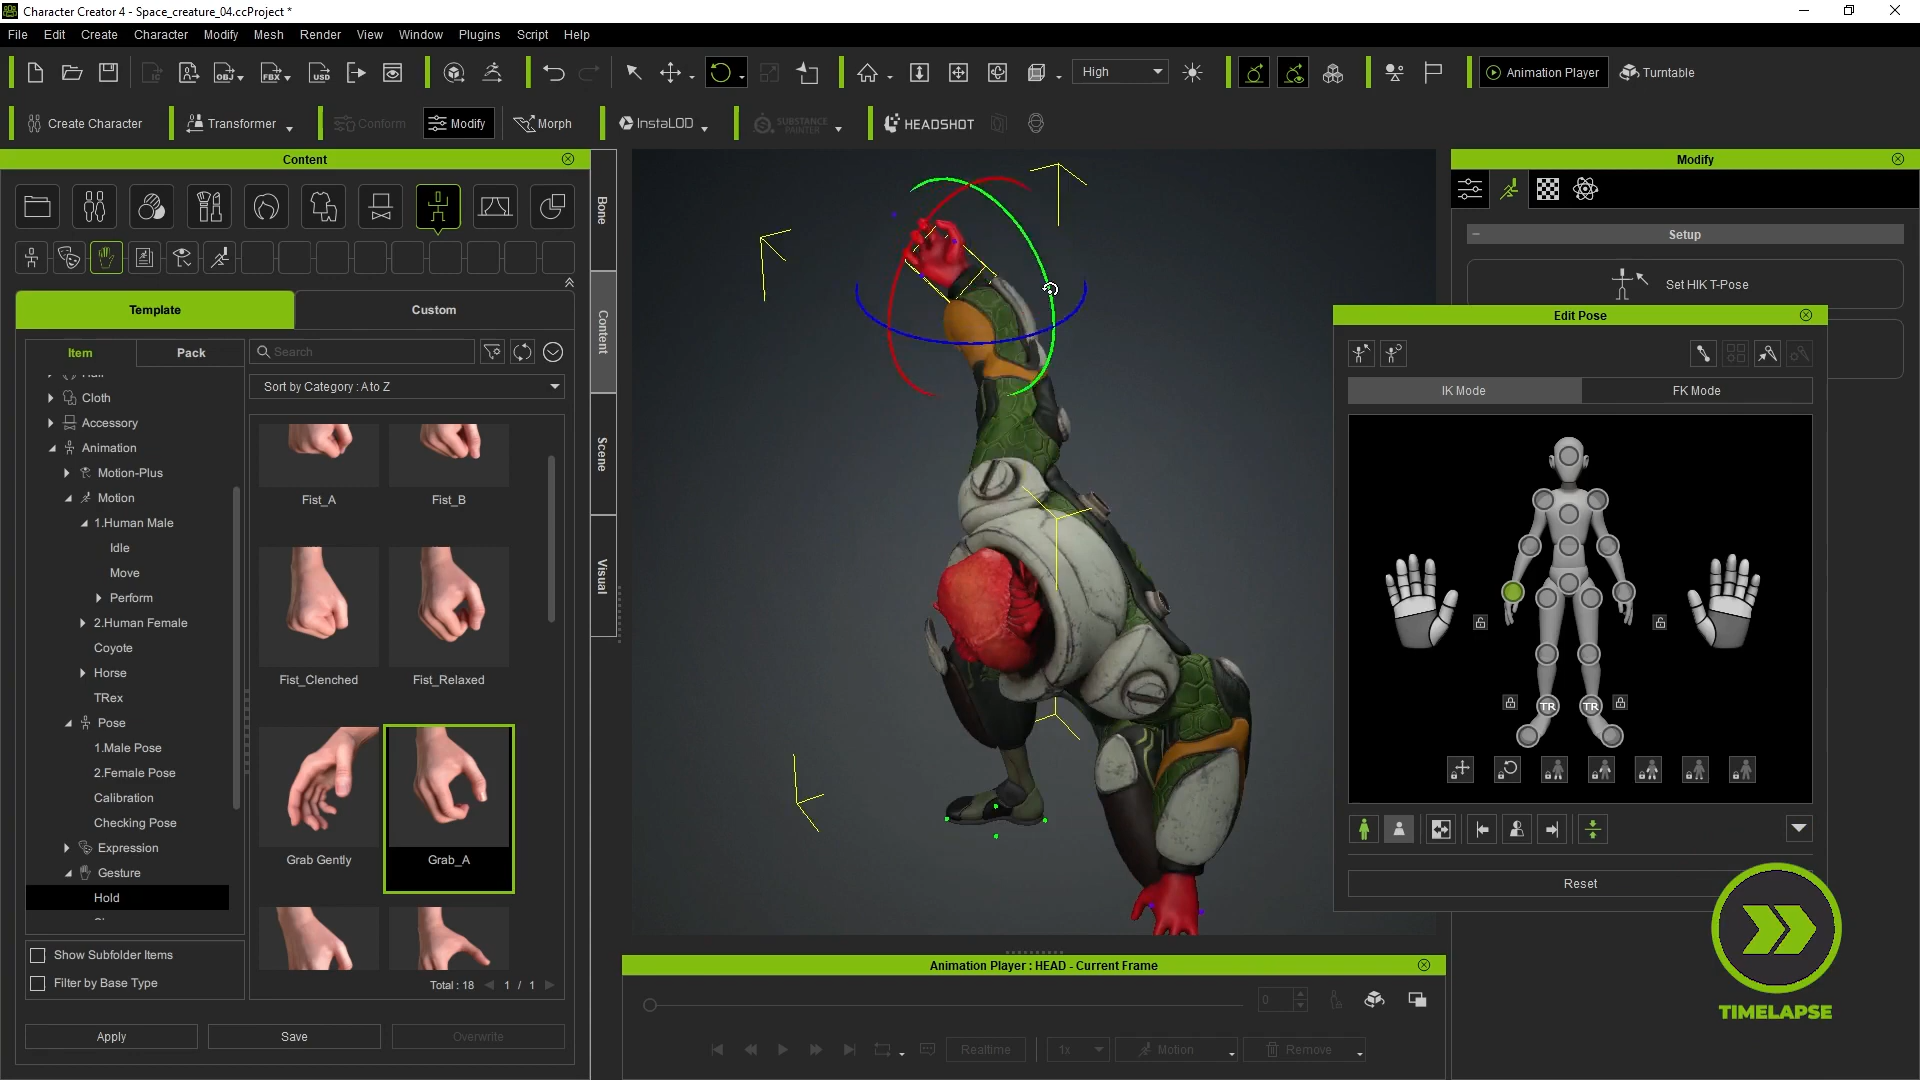 Character Creator 4 - Space_creature_04.ccProject *
File Edit Create Character Modify Mesh Render View Window Plugins Script Help
iC OBJ FBX USD High Animation Player Turntable
Create Character Transformer Conform Modify Morph InstaLOD SUBSTANCE PAINTER HEADSHOT
Content
Modify
Bone
Content
Scene
Visual
Template Custom
Item Pack Search
Sort by Category : A to Z
Cloth
Accessory
Animation
Motion-Plus
Motion
1.Human Male
Idle
Move
Perform
2.Human Female
Coyote
Horse
TRex
Pose
1.Male Pose
2.Female Pose
Calibration
Checking Pose
Expression
Gesture
Hold
Show Subfolder Items
Filter by Base Type
Fist_A Fist_B
Fist_Clenched Fist_Relaxed
Grab Gently Grab_A
Total : 18 1 / 1
Apply Save Overwrite
Setup
Set HIK T-Pose
Edit Pose
IK Mode FK Mode
TR TR
Reset
TIMELAPSE
Animation Player : HEAD - Current Frame
0
Realtime 1x Motion Remove